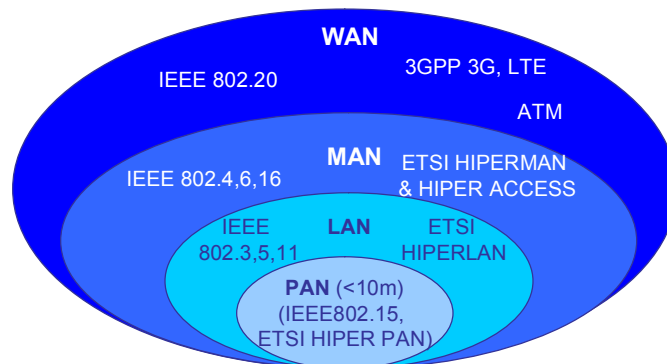 WAN
IEEE 802.20
3GPP 3G, LTE
ATM
MAN
IEEE 802.4,6,16
ETSI HIPERMAN
& HIPER ACCESS
IEEE
802.3,5,11
LAN
ETSI
HIPERLAN
PAN (<10m)
(IEEE802.15,
ETSI HIPER PAN)